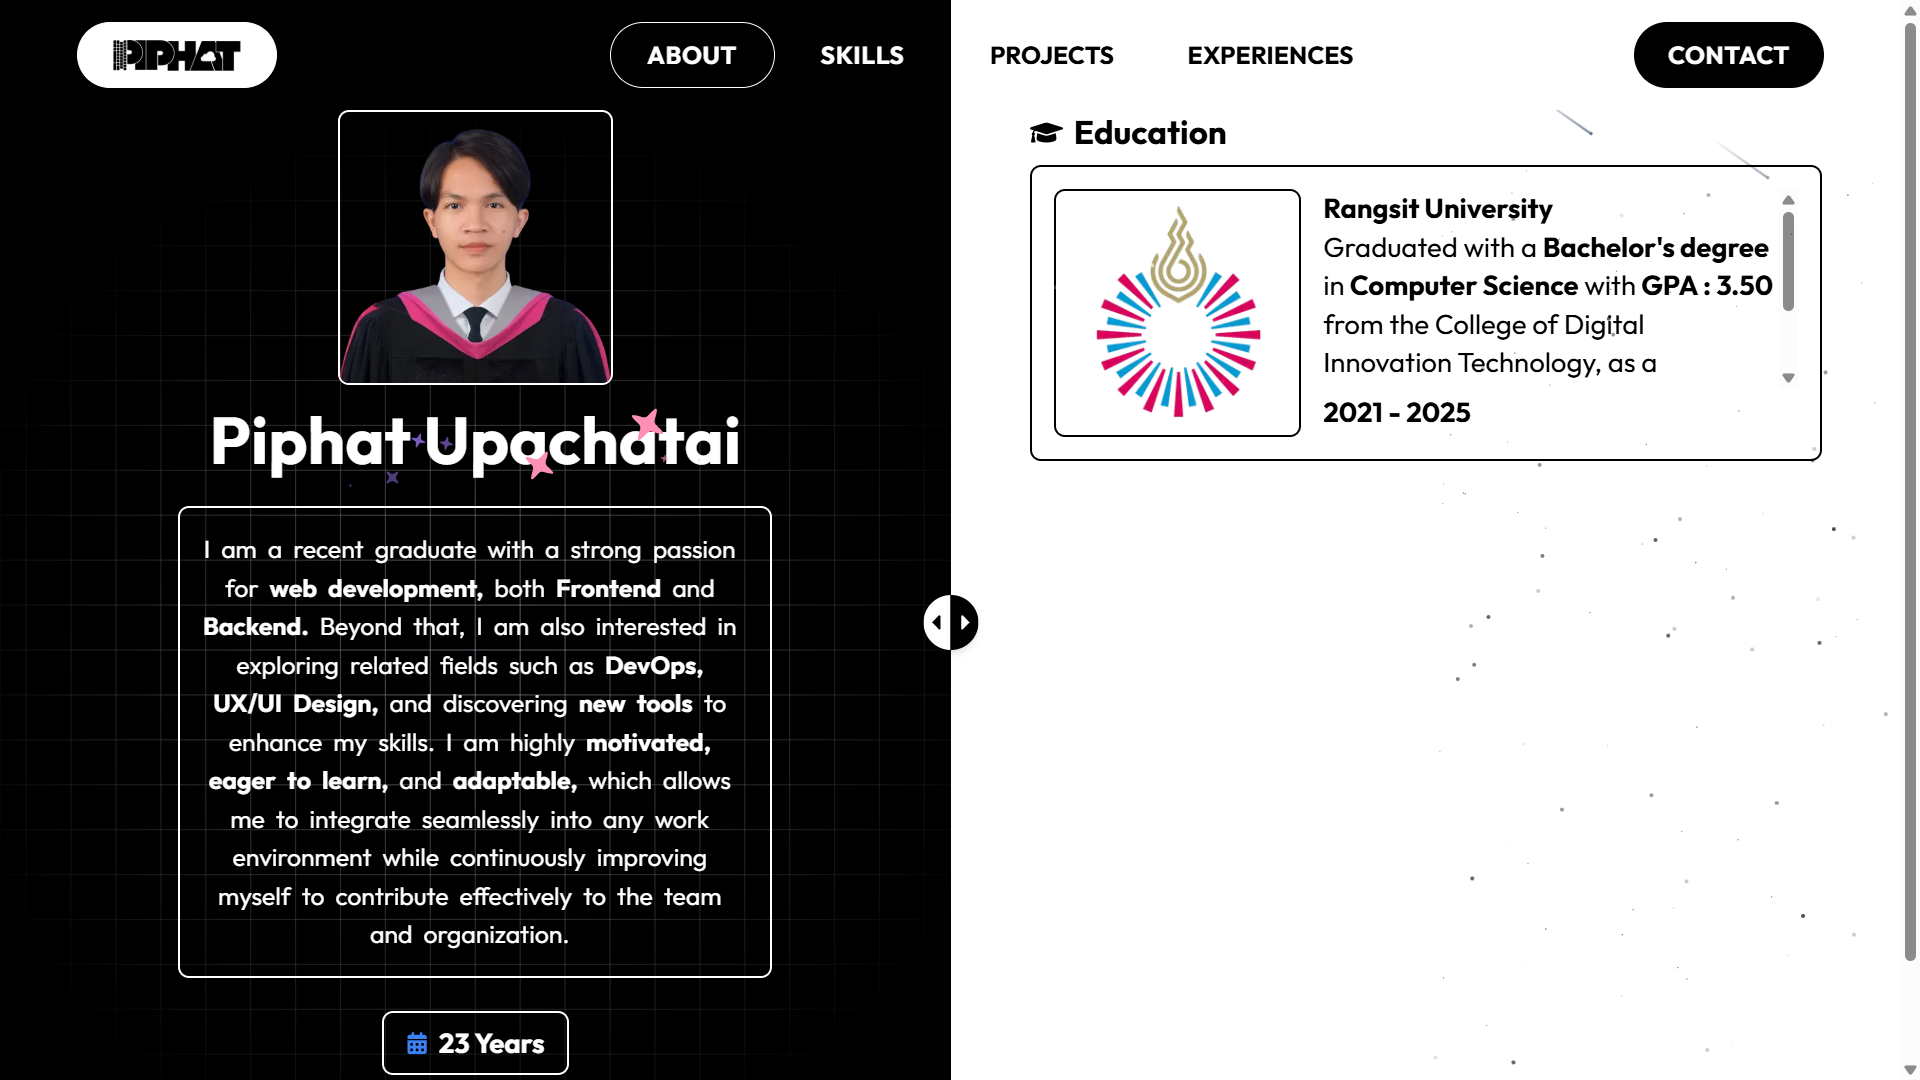 PIPHAT
ABOUT
SKILLS
PROJECTS
EXPERIENCES
CONTACT
Piphat Upachatai
I am a recent graduate with a strong passion
for web development, both Frontend and
Backend. Beyond that, I am also interested in
exploring related fields such as DevOps,
UX/UI Design, and discovering new tools to
enhance my skills. I am highly motivated,
eager to learn, and adaptable, which allows
me to integrate seamlessly into any work
environment while continuously improving
myself to contribute effectively to the team
and organization.
23 Years
Education
Rangsit University
Graduated with a Bachelor's degree
in Computer Science with GPA : 3.50
from the College of Digital
Innovation Technology, as a
2021 - 2025